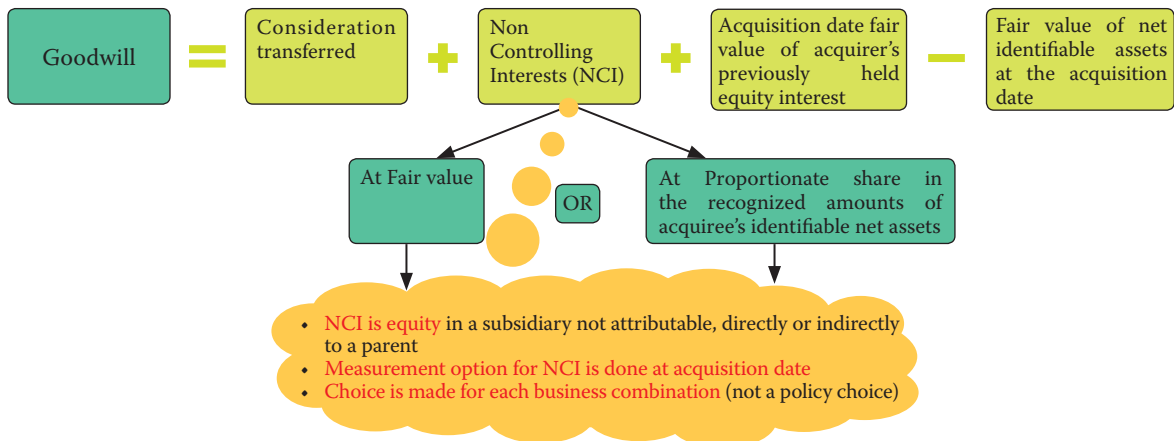 Goodwill
Consideration
transferred
Non
Controlling
Interests (NCI)
Acquisition date fair
value of acquirer's
previously held
equity interest
Fair value of net
identifiable assets
at the acquisition
date
At Fair value
OR
At Proportionate share in
the recognized amounts of
acquiree's identifiable net assets
• NCI is equity in a subsidiary not attributable, directly or indirectly
to a parent
• Measurement option for NCI is done at acquisition date
• Choice is made for each business combination (not a policy choice)